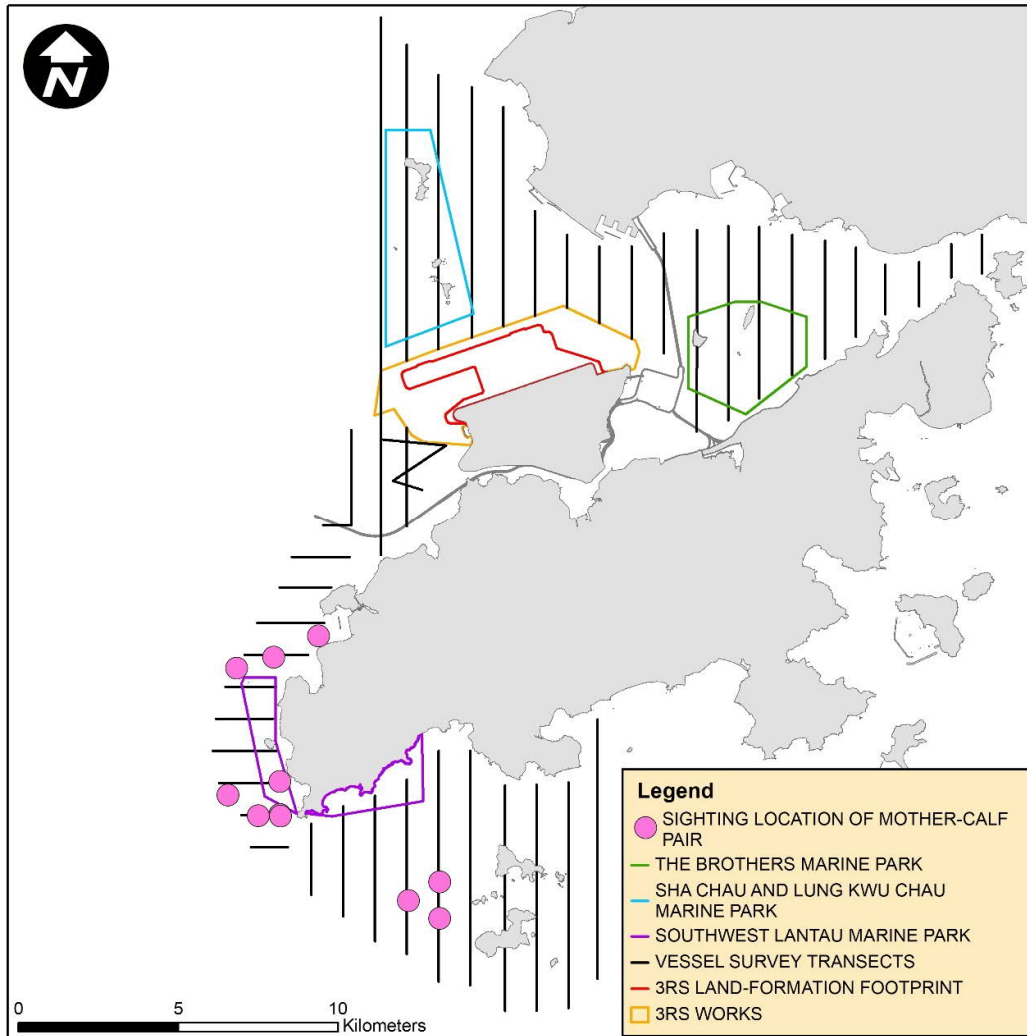 N
Legend
SIGHTING LOCATION OF MOTHER-CALF
PAIR
THE BROTHERS MARINE PARK
SHA CHAU AND LUNG KWU CHAU
MARINE PARK
SOUTHWEST LANTAU MARINE PARK
VESSEL SURVEY TRANSECTS
3RS LAND-FORMATION FOOTPRINT
3RS WORKS
0 5 10
Kilometers